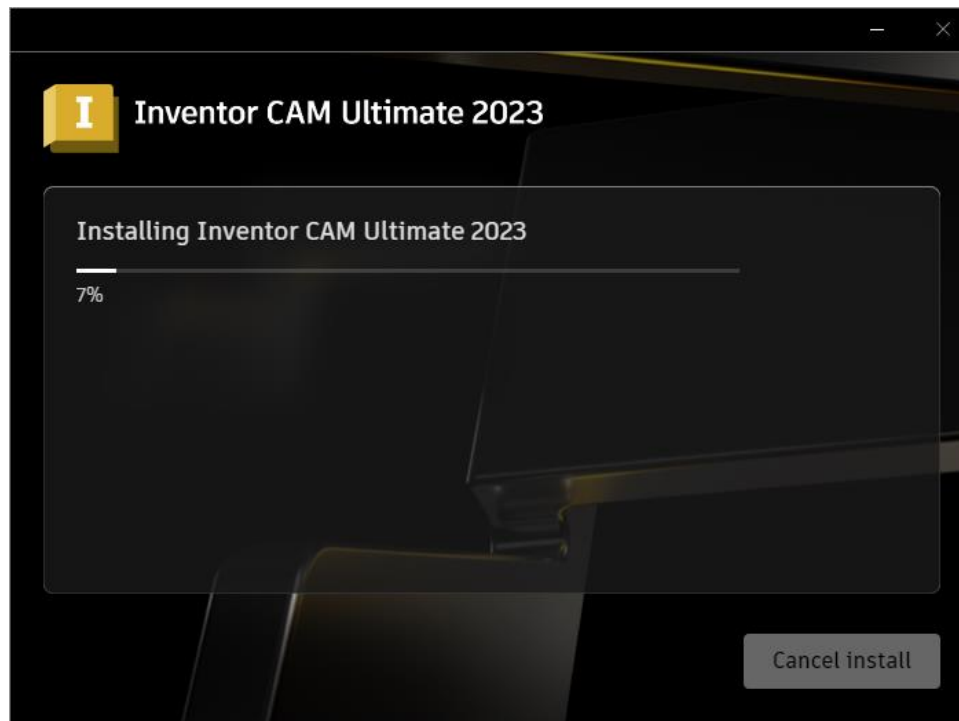 I
Inventor CAM Ultimate 2023
Installing Inventor CAM Ultimate 2023
7%
Cancel install